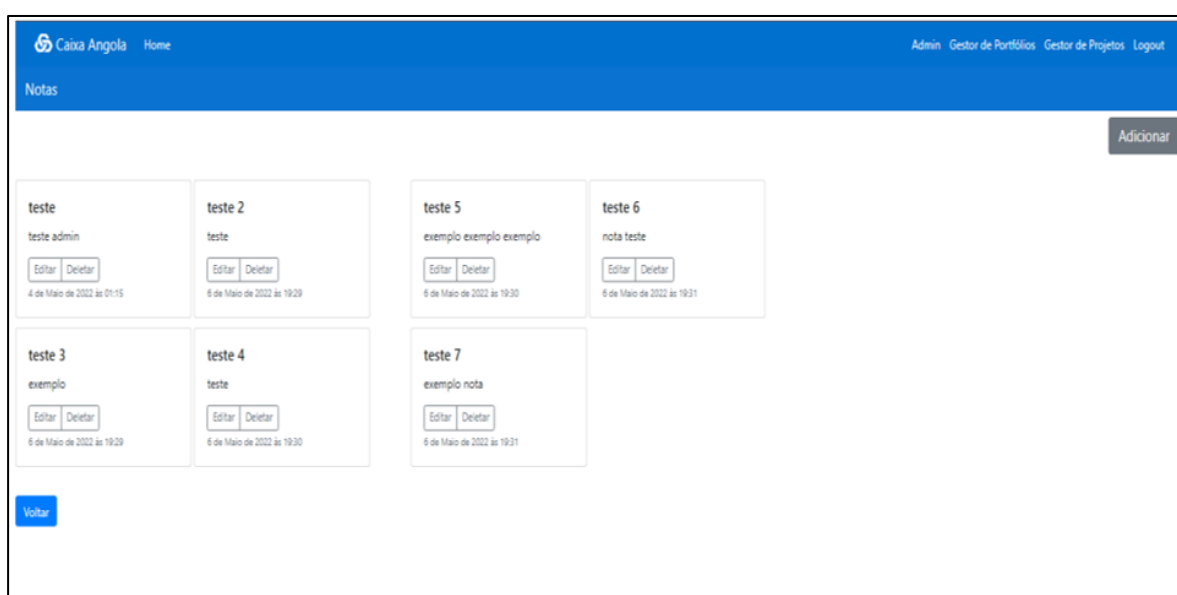 Caixa Angola Home Admin Gestor de Portfólios Gestor de Projetos Logout
Notas
Adicionar
teste
teste admin
Editar Deletar
4 de Maio de 2022 às 01:15
teste 2
teste
Editar Deletar
6 de Maio de 2022 às 19:29
teste 5
exemplo exemplo exemplo
Editar Deletar
6 de Maio de 2022 às 19:30
teste 6
nota teste
Editar Deletar
6 de Maio de 2022 às 19:31
teste 3
exemplo
Editar Deletar
6 de Maio de 2022 às 19:29
teste 4
teste
Editar Deletar
6 de Maio de 2022 às 19:30
teste 7
exemplo nota
Editar Deletar
6 de Maio de 2022 às 19:31
Voltar